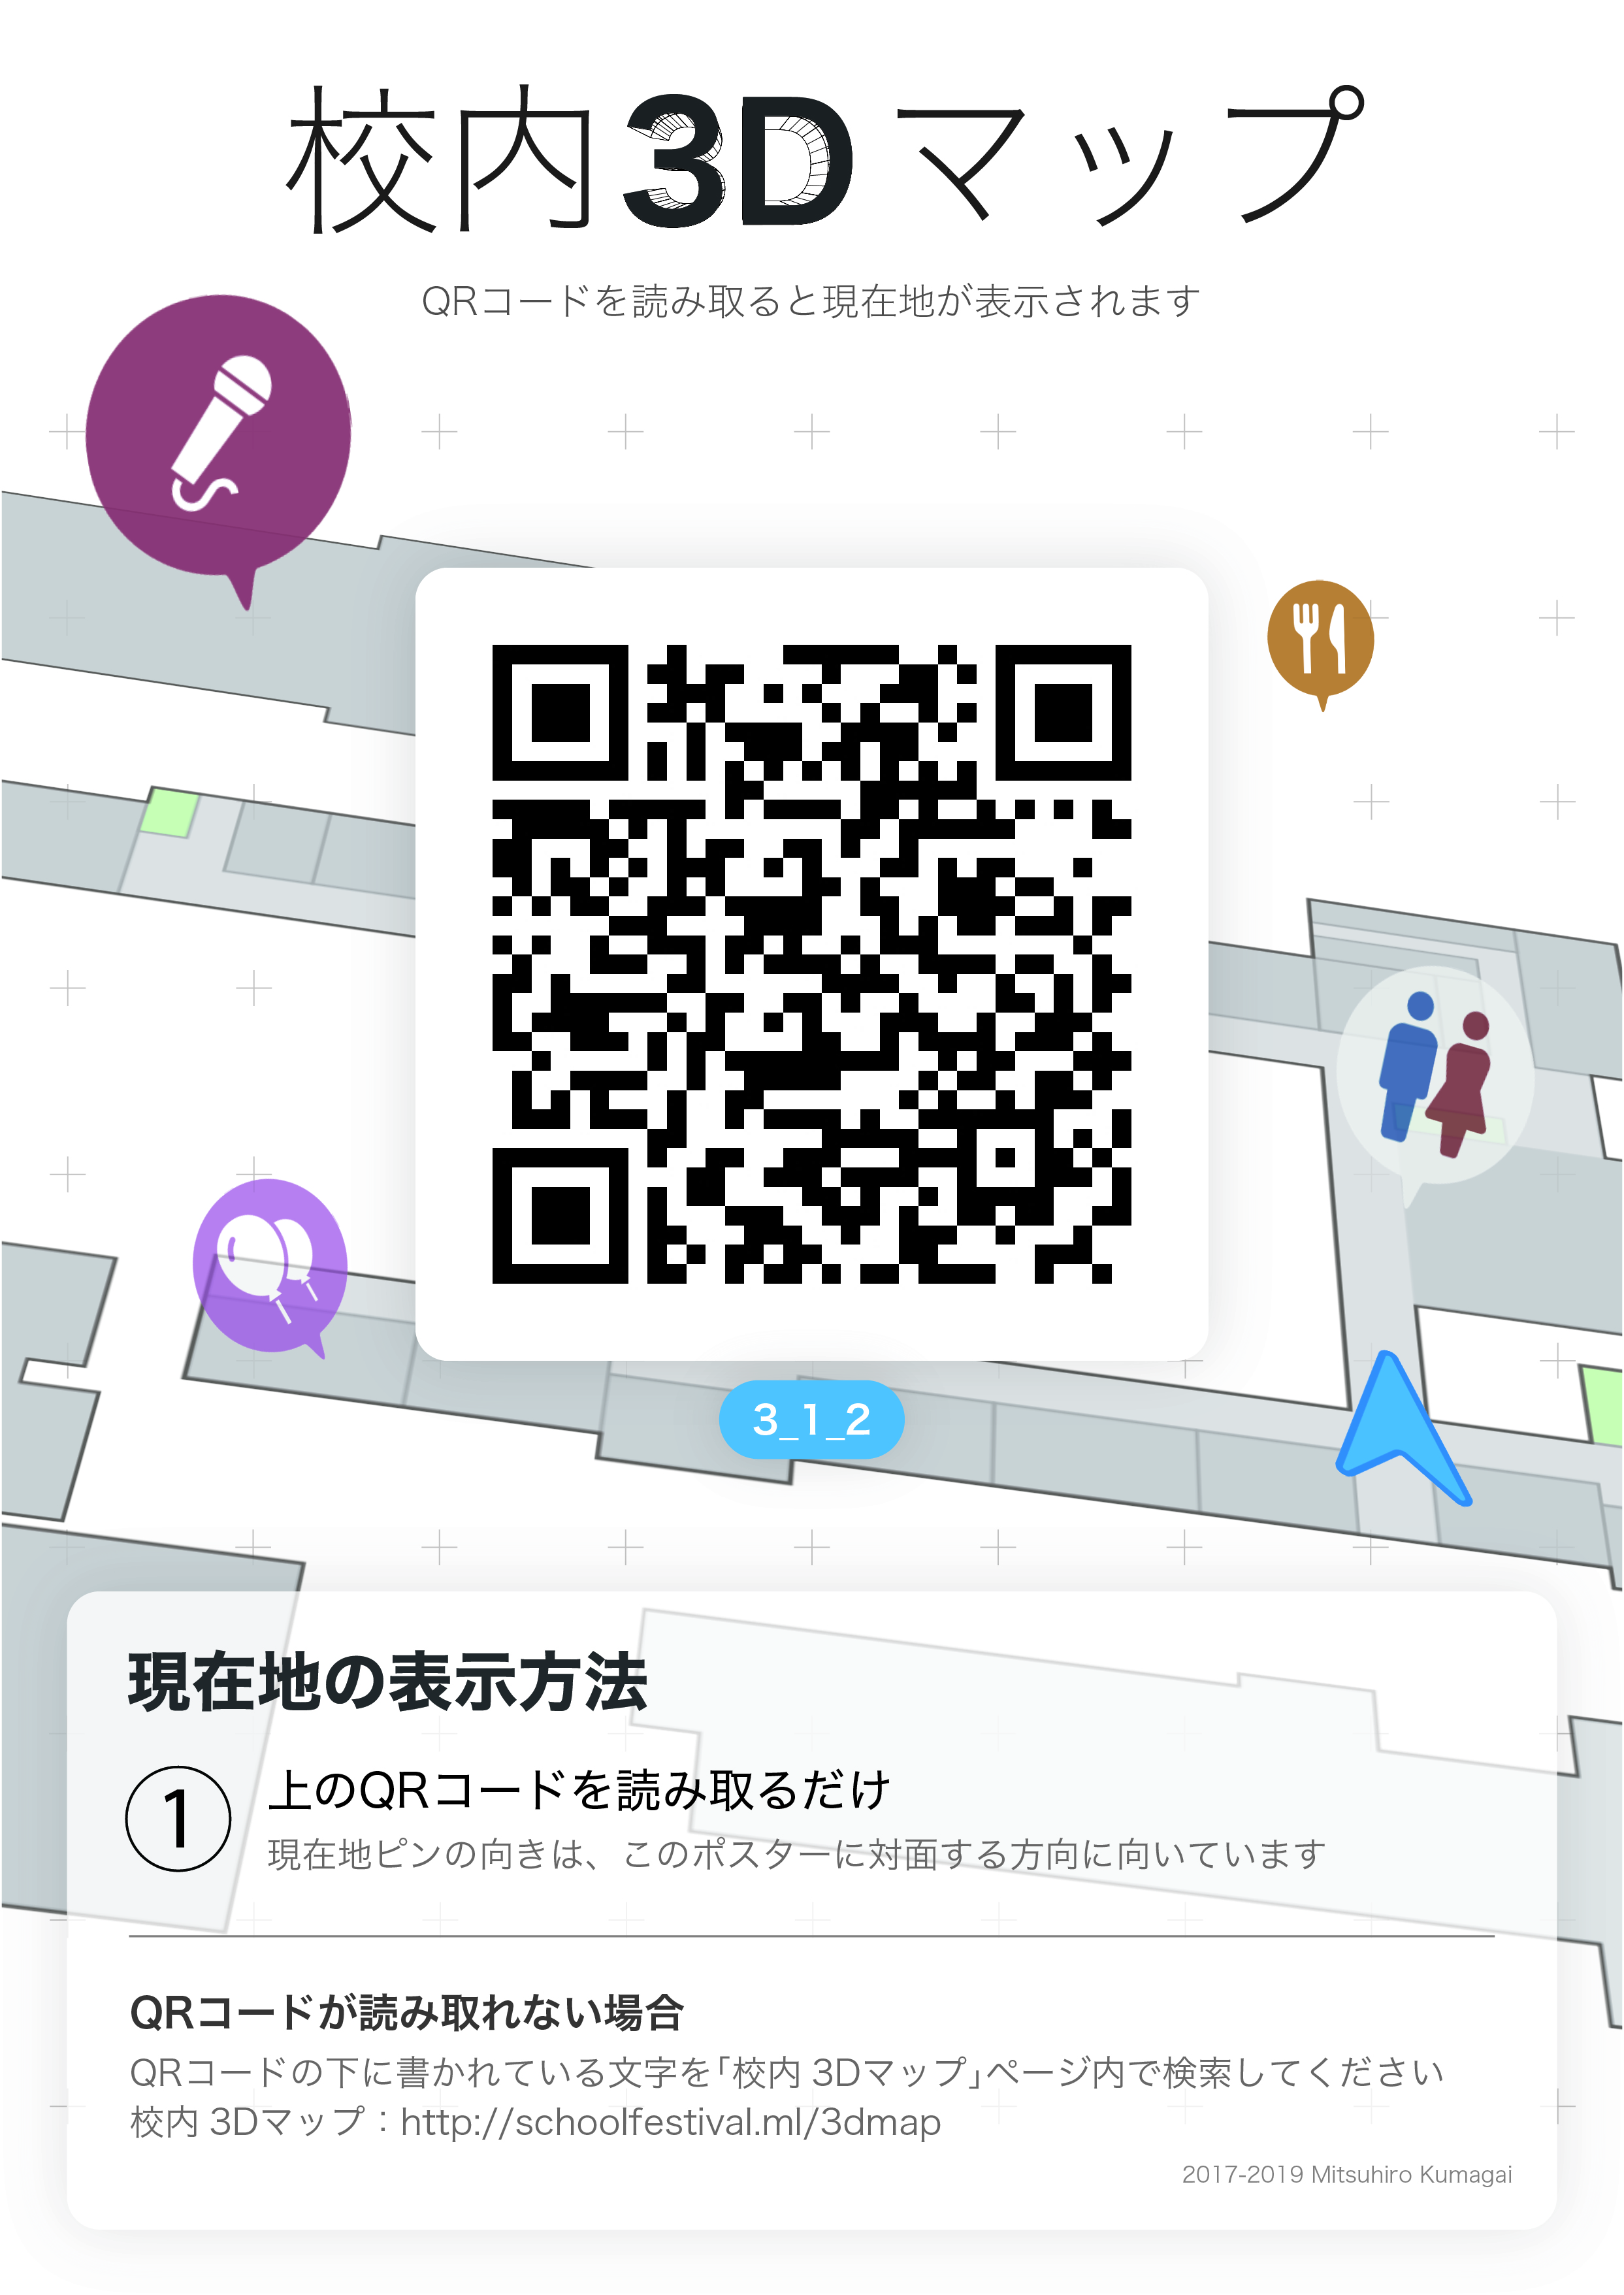 校内3Dマップ
QRコードを読み取ると現在地が表示されます
3_1_2
現在地の表示方法
1 上のQRコードを読み取るだけ
現在地ピンの向きは、このポスターに対面する方向に向いています
QRコードが読み取れない場合
QRコードの下に書かれている文字を｢校内 3Dマップ｣ページ内で検索してください
校内 3Dマップ：http://schoolfestival.ml/3dmap
2017-2019 Mitsuhiro Kumagai